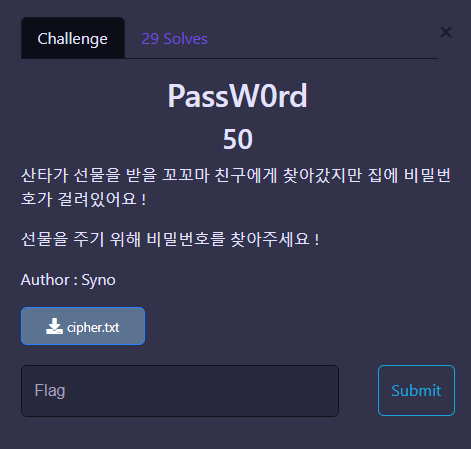 Challenge
29 Solves
×
PassW0rd
50
산타가 선물을 받을 꼬꼬마 친구에게 찾아갔지만 집에 비밀번
호가 걸려있어요 !
선물을 주기 위해 비밀번호를 찾아주세요 !
Author : Syno
cipher.txt
Flag
Submit